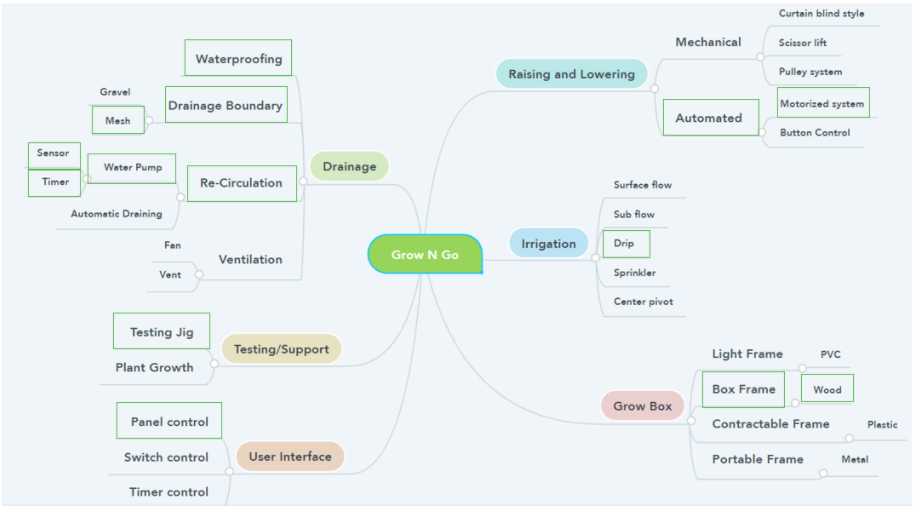 Grow N Go
Drainage
Waterproofing
Drainage Boundary
Gravel
Mesh
Re-Circulation
Water Pump
Sensor
Timer
Automatic Draining
Ventilation
Fan
Vent
Testing/Support
Testing Jig
Plant Growth
User Interface
Panel control
Switch control
Timer control
Raising and Lowering
Mechanical
Curtain blind style
Scissor lift
Pulley system
Automated
Motorized system
Button Control
Irrigation
Surface flow
Sub flow
Drip
Sprinkler
Center pivot
Grow Box
Light Frame
PVC
Box Frame
Wood
Contractable Frame
Plastic
Portable Frame
Metal